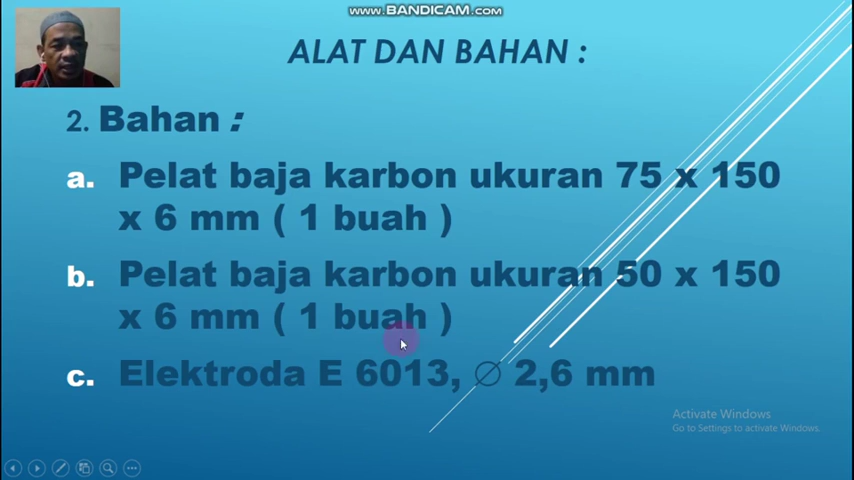 WWW.BANDICAM.COM
ALAT DAN BAHAN :
2. Bahan :
a. Pelat baja karbon ukuran 75 x 150
x 6 mm ( 1 buah )
b. Pelat baja karbon ukuran 50 x 150
x 6 mm ( 1 buah )
c. Elektroda E 6013, ∅ 2,6 mm
Activate Windows
Go to Settings to activate Windows.